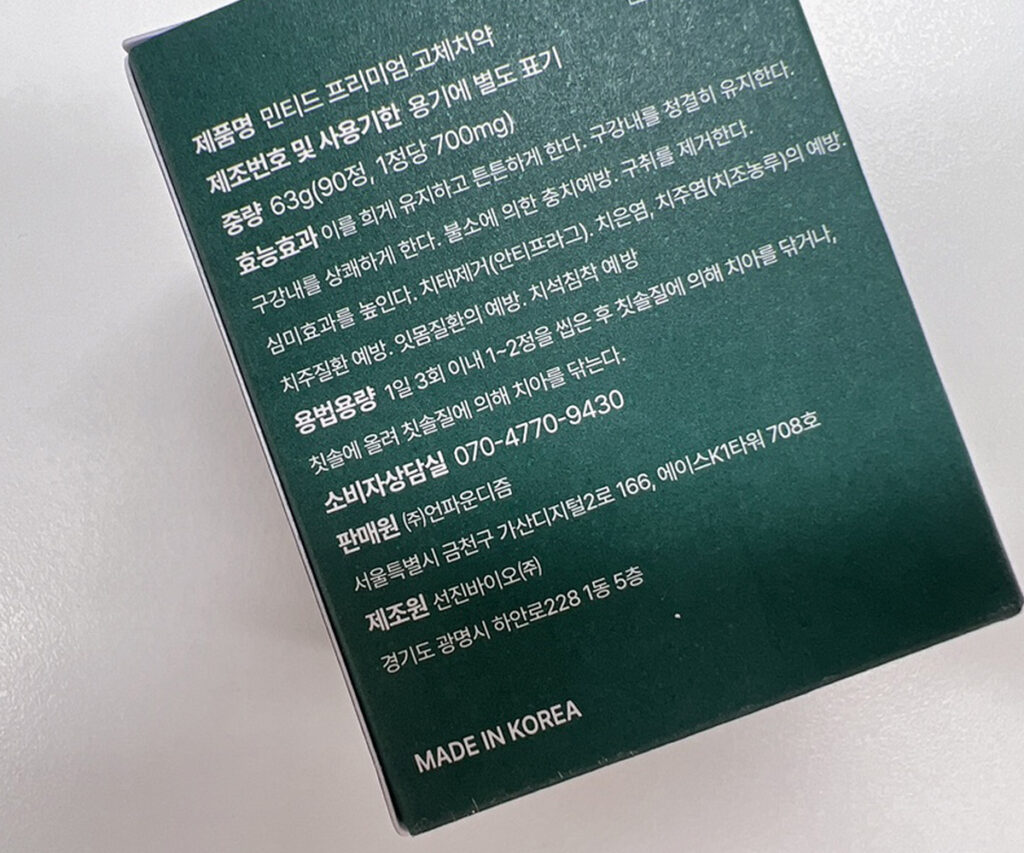 제품명 민티드 프리미엄 고체치약
제조번호 및 사용기한 용기에 별도 표기
중량 63g(90정, 1정당 700mg)
효능효과 이를 희게 유지하고 튼튼하게 한다. 구강내를 청결히 유지한다.
구강내를 상쾌하게 한다. 불소에 의한 충치예방. 구취를 제거한다.
심미효과를 높인다. 치태제거(안티프라그). 치은염, 치주염(치조농루)의 예방.
치주질환 예방. 잇몸질환의 예방. 치석침착 예방
용법용량 1일 3회 이내 1~2정을 씹은 후 칫솔질에 의해 치아를 닦거나,
칫솔에 올려 칫솔질에 의해 치아를 닦는다.
소비자상담실 070-4770-9430
판매원 ㈜언파운디즘
서울특별시 금천구 가산디지털2로 166, 에이스K1타워 708호
제조원 선진바이오㈜
경기도 광명시 하안로228 1동 5층
MADE IN KOREA